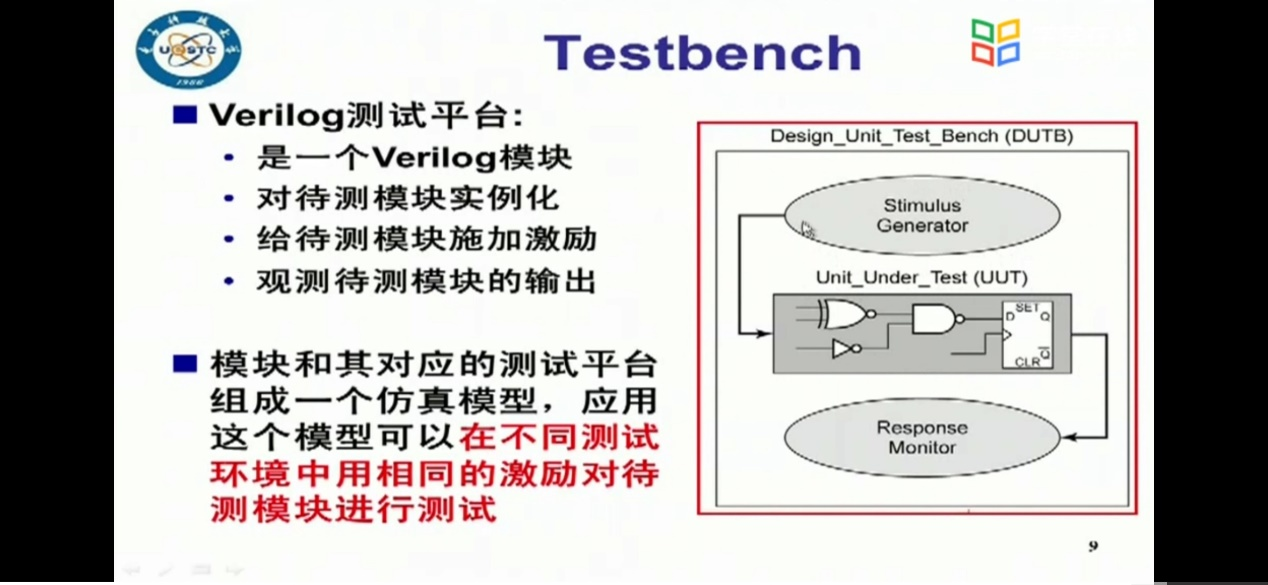 Testbench
Verilog测试平台:
是一个Verilog模块
对待测模块实例化
给待测模块施加激励
观测待测模块的输出
模块和其对应的测试平台
组成一个仿真模型，应用
这个模型可以在不同测试
环境中用相同的激励对待
测模块进行测试
Design_Unit_Test_Bench (DUTB)
Stimulus
Generator
Unit_Under_Test (UUT)
SET
D Q
CLR Q
Response
Monitor
9
UESTC
1956